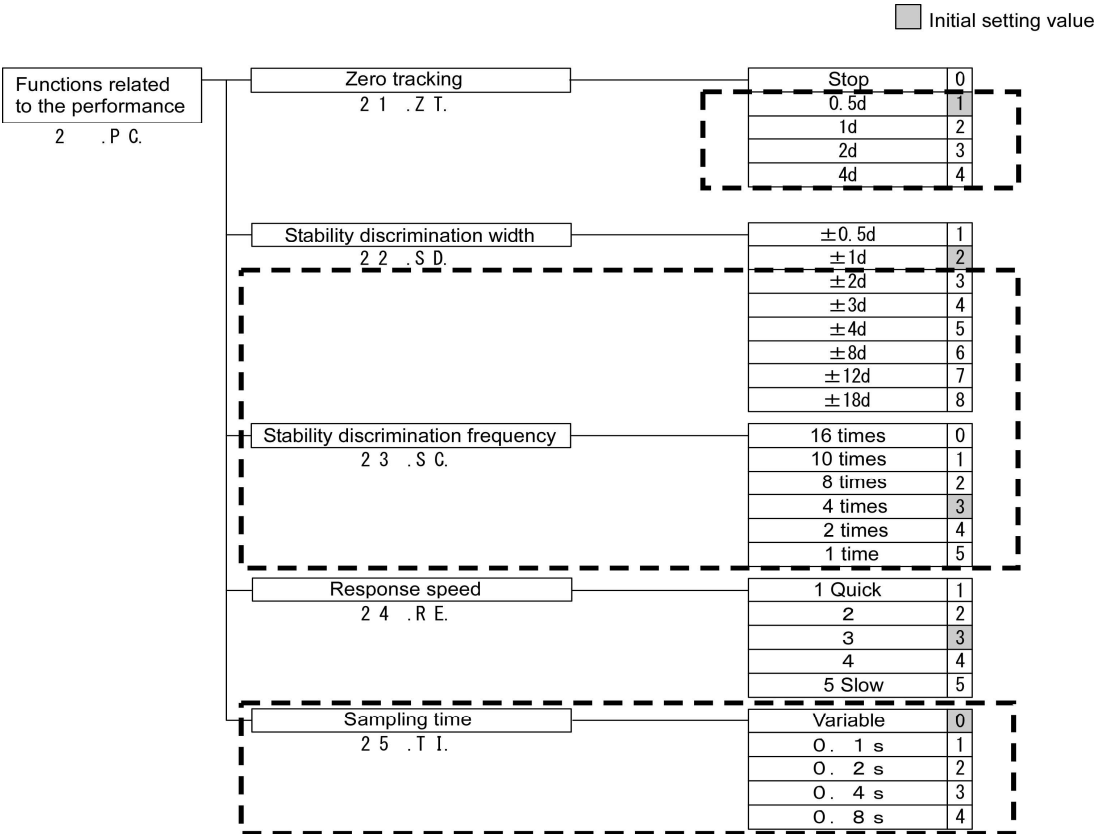 Initial setting value
Functions related
to the performance
2 .P C.
Zero tracking
2 1 .Z T.
Stop 0
0.5d 1
1d 2
2d 3
4d 4
Stability discrimination width
2 2 .S D.
±0.5d 1
±1d 2
±2d 3
±3d 4
±4d 5
±8d 6
±12d 7
±18d 8
Stability discrimination frequency
2 3 .S C.
16 times 0
10 times 1
8 times 2
4 times 3
2 times 4
1 time 5
Response speed
2 4 .R E.
1 Quick 1
2 2
3 3
4 4
5 Slow 5
Sampling time
2 5 .T I.
Variable 0
0. 1 s 1
0. 2 s 2
0. 4 s 3
0. 8 s 4